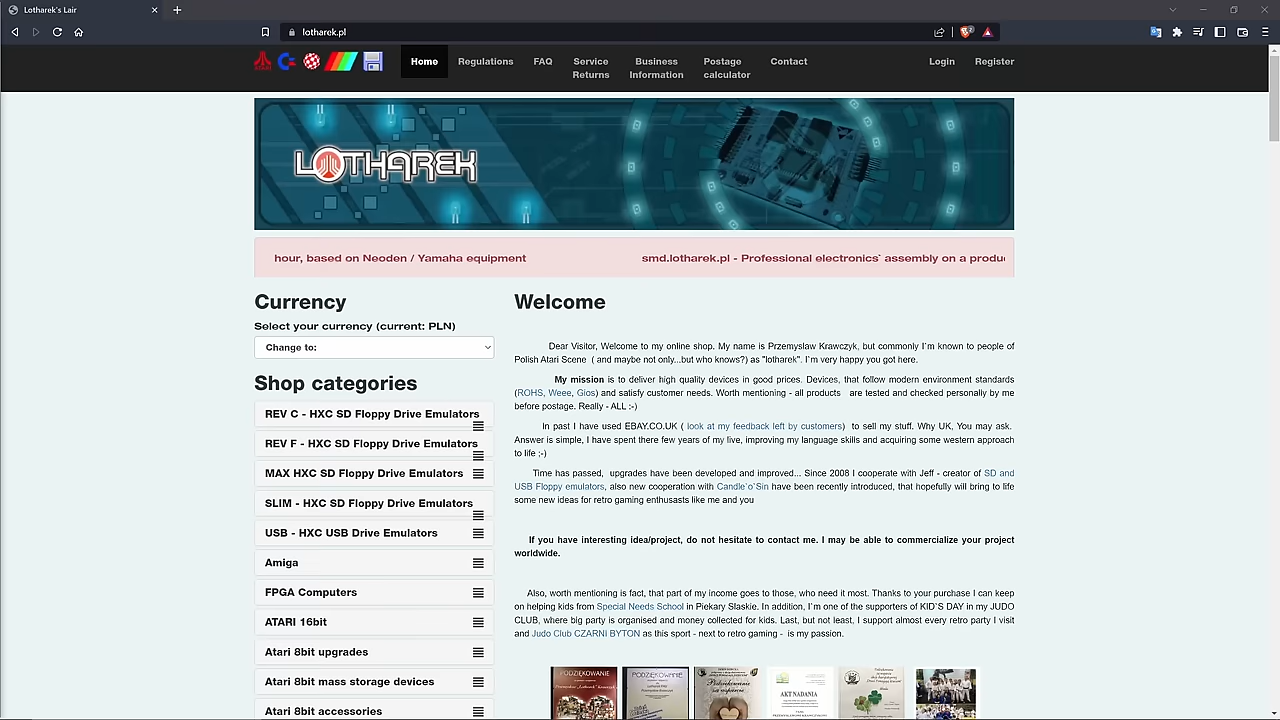 Lotharek's Lair
lotharek.pl
Home
Regulations
FAQ
Service
Returns
Business
Information
Postage
calculator
Contact
Login
Register
LOTHAREK
hour, based on Neoden / Yamaha equipment
smd.lotharek.pl - Professional electronics` assembly on a produ
Currency
Select your currency (current: PLN)
Change to:
Shop categories
REV C - HXC SD Floppy Drive Emulators
REV F - HXC SD Floppy Drive Emulators
MAX HXC SD Floppy Drive Emulators
SLIM - HXC SD Floppy Drive Emulators
USB - HXC USB Drive Emulators
Amiga
FPGA Computers
ATARI 16bit
Atari 8bit upgrades
Atari 8bit mass storage devices
Atari 8bit accessories
Welcome
Dear Visitor, Welcome to my online shop. My name is Przemyslaw Krawczyk, but commonly I`m known to people of
Polish Atari Scene ( and maybe not only...but who knows?) as "lotharek". I`m very happy you got here.
My mission is to deliver high quality devices in good prices. Devices, that follow modern environment standards
(ROHS, Weee, Gios) and satisfy customer needs. Worth mentioning - all products are tested and checked personally by me
before postage. Really - ALL :-)
In past I have used EBAY.CO.UK ( look at my feedback left by customers) to sell my stuff. Why UK, You may ask.
Answer is simple, I have spent there few years of my live, improving my language skills and acquiring some western approach
to life ;-)
Time has passed, upgrades have been developed and improved... Since 2008 I cooperate with Jeff - creator of SD and
USB Floppy emulators, also new cooperation with Candle`o`Sin have been recently introduced, that hopefully will bring to life
some new ideas for retro gaming enthusts like me and you
If you have interesting idea/project, do not hesitate to contact me. I may be able to commercialize your project
worldwide.
Also, worth mentioning is fact, that part of my income goes to those, who need it most. Thanks to your purchase I can keep
on helping kids from Special Needs School in Piekary Slaskie. In addition, I`m one of the supporters of KID`S DAY in my JUDO
CLUB, where big party is organised and money collected for kids. Last, but not least, I support almost every retro party I visit
and Judo Club CZARNI BYTON as this sport - next to retro gaming - is my passion.
PODZIĘKOWANIE
PODZIĘKOWANIE
AKT NADANIA